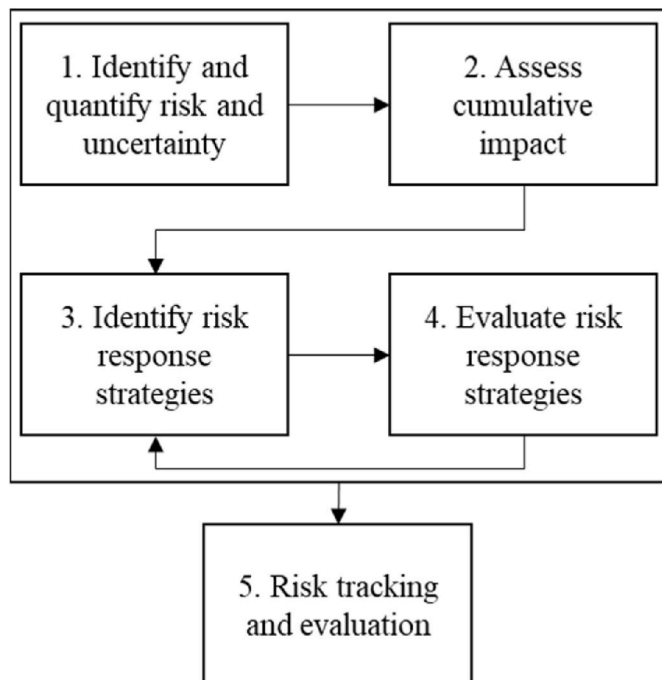 1. Identify and
quantify risk and
uncertainty
2. Assess
cumulative
impact
3. Identify risk
response
strategies
4. Evaluate risk
response
strategies
5. Risk tracking
and evaluation